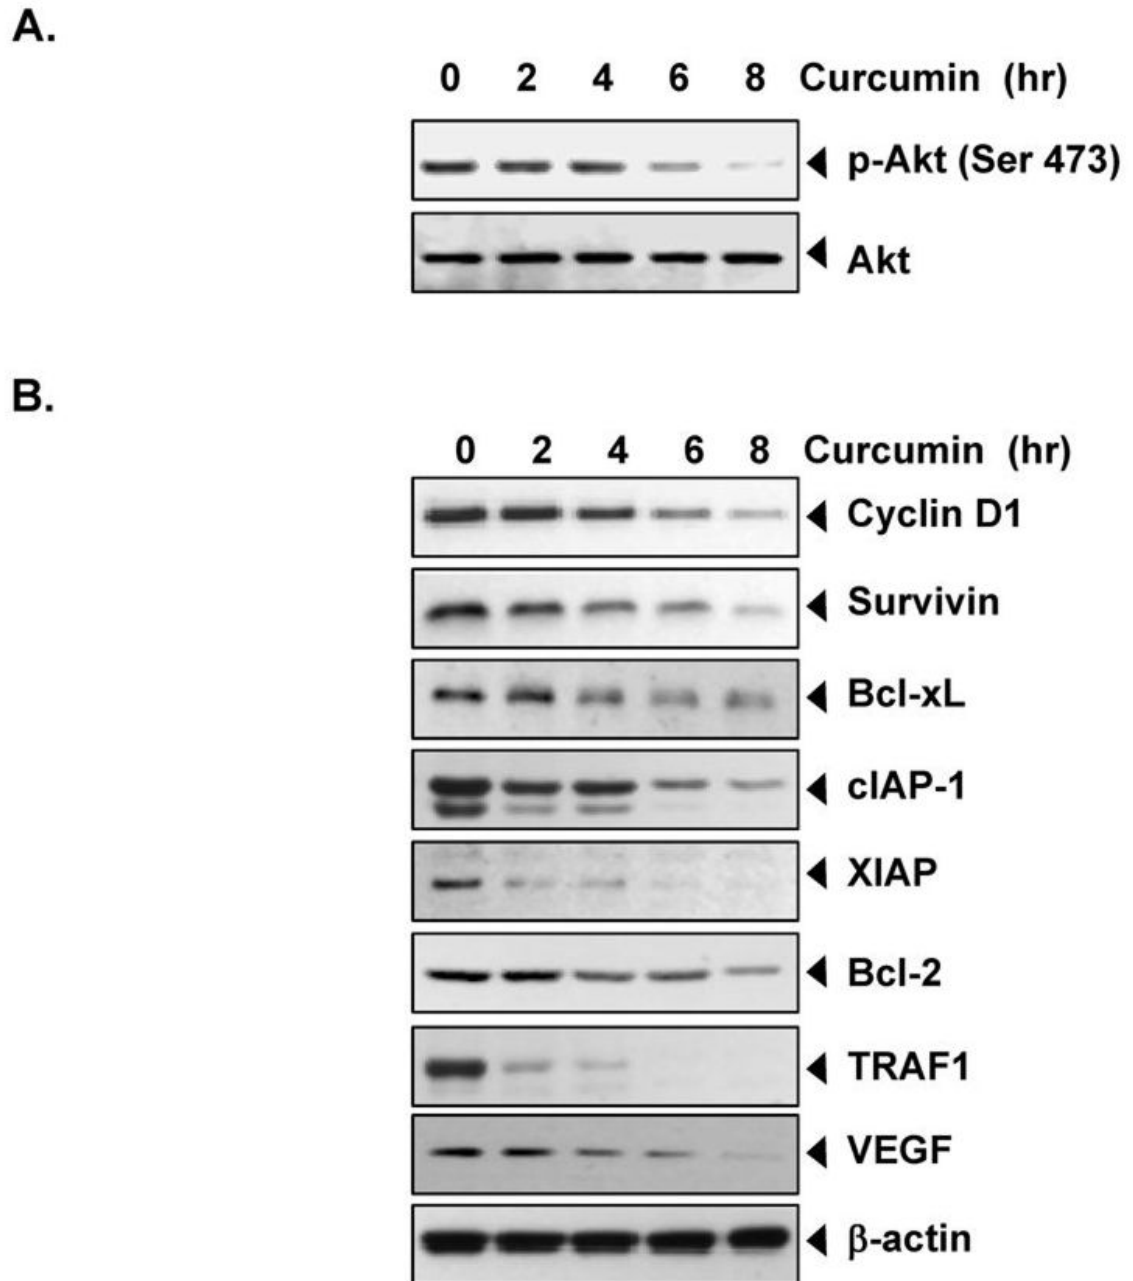 A.
0 2 4 6 8 Curcumin (hr)
p-Akt (Ser 473)
Akt
B.
0 2 4 6 8 Curcumin (hr)
Cyclin D1
Survivin
Bcl-xL
cIAP-1
XIAP
Bcl-2
TRAF1
VEGF
β-actin